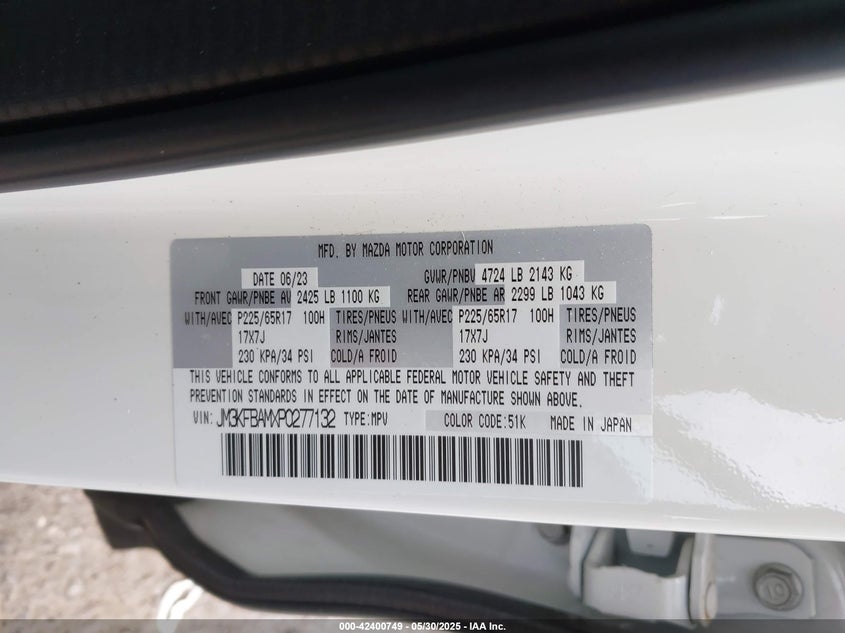 MFD. BY MAZDA MOTOR CORPORATION
DATE 06/23 GVWR/PNBV 4724 LB 2143 KG
FRONT GAWR/PNBE AV 2425 LB 1100 KG REAR GAWR/PNBE AR 2299 LB 1043 KG
WITH/AVEC P225/65R17 100H TIRES/PNEUS WITH/AVEC P225/65R17 100H TIRES/PNEUS
17X7J RIMS/JANTES 17X7J RIMS/JANTES
230 KPA/34 PSI COLD/A FROID 230 KPA/34 PSI COLD/A FROID
THIS VEHICLE CONFORMS TO ALL APPLICABLE FEDERAL MOTOR VEHICLE SAFETY AND THEFT
PREVENTION STANDARDS IN EFFECT ON THE DATE OF MANUFACTURE SHOWN ABOVE.
VIN: JM3KFBAMXP0277132 TYPE:MPV COLOR CODE:51K MADE IN JAPAN
10
000-42400749 - 05/30/2025 - IAA Inc.